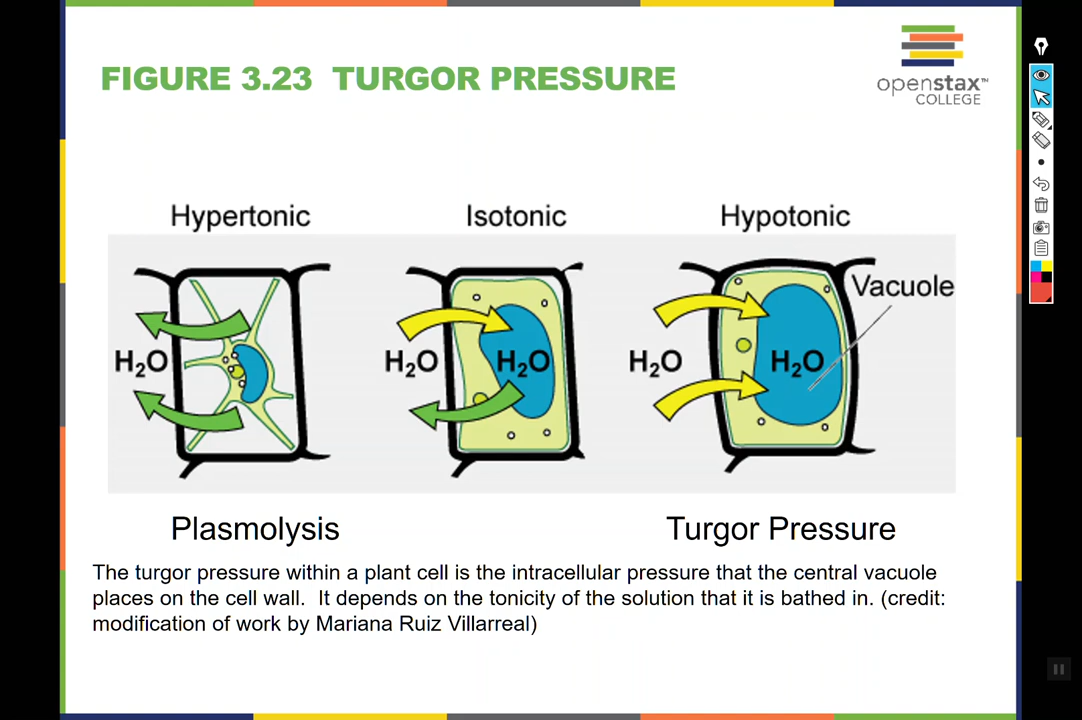 FIGURE 3.23 TURGOR PRESSURE
openstax™
COLLEGE
Hypertonic
Isotonic
Hypotonic
Vacuole
H₂O
H₂O
H₂O
H₂O
H₂O
Plasmolysis
Turgor Pressure
The turgor pressure within a plant cell is the intracellular pressure that the central vacuole
places on the cell wall. It depends on the tonicity of the solution that it is bathed in. (credit:
modification of work by Mariana Ruiz Villarreal)